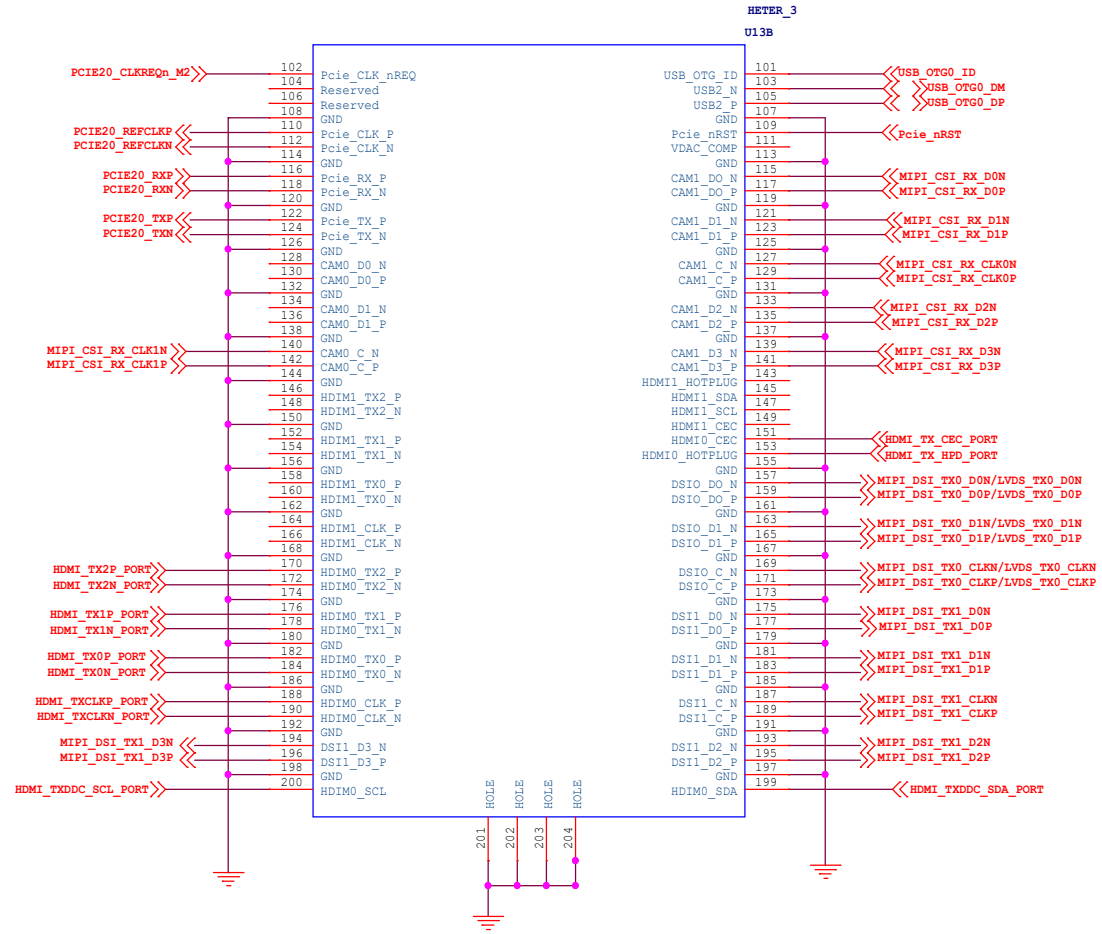 HETER_3
U13B
PCIE20_CLKREQn_M2 102 Pcie_CLK_nREQ USB_OTG_ID 101 USB_OTG0_ID
104 Reserved USB2_N 103 USB_OTG0_DM
106 Reserved USB2_P 105 USB_OTG0_DP
108 GND GND 107
PCIE20_REFCLKP 110 Pcie_CLK_P Pcie_nRST 109 Pcie_nRST
PCIE20_REFCLKN 112 Pcie_CLK_N VDAC_COMP 111
114 GND GND 113
PCIE20_RXP 116 Pcie_RX_P CAM1_DO_N 115 MIPI_CSI_RX_D0N
PCIE20_RXN 118 Pcie_RX_N CAM1_DO_P 117 MIPI_CSI_RX_D0P
120 GND GND 119
PCIE20_TXP 122 Pcie_TX_P CAM1_D1_N 121 MIPI_CSI_RX_D1N
PCIE20_TXN 124 Pcie_TX_N CAM1_D1_P 123 MIPI_CSI_RX_D1P
126 GND GND 125
128 CAM0_D0_N CAM1_C_N 127 MIPI_CSI_RX_CLK0N
130 CAM0_D0_P CAM1_C_P 129 MIPI_CSI_RX_CLK0P
132 GND GND 131
134 CAM0_D1_N CAM1_D2_N 133 MIPI_CSI_RX_D2N
136 CAM0_D1_P CAM1_D2_P 135 MIPI_CSI_RX_D2P
138 GND GND 137
MIPI_CSI_RX_CLK1N 140 CAM0_C_N CAM1_D3_N 139 MIPI_CSI_RX_D3N
MIPI_CSI_RX_CLK1P 142 CAM0_C_P CAM1_D3_P 141 MIPI_CSI_RX_D3P
144 GND HDMI1_HOTPLUG 143
146 HDIM1_TX2_P HDMI1_SDA 145
148 HDIM1_TX2_N HDMI1_SCL 147
150 GND HDMI1_CEC 149
152 HDIM1_TX1_P HDMI0_CEC 151 HDMI_TX_CEC_PORT
154 HDIM1_TX1_N HDMI0_HOTPLUG 153 HDMI_TX_HPD_PORT
156 GND GND 155
158 HDIM1_TX0_P DSIO_DO_N 157 MIPI_DSI_TX0_D0N/LVDS_TX0_D0N
160 HDIM1_TX0_N DSIO_DO_P 159 MIPI_DSI_TX0_D0P/LVDS_TX0_D0P
162 GND GND 161
164 HDIM1_CLK_P DSIO_D1_N 163 MIPI_DSI_TX0_D1N/LVDS_TX0_D1N
166 HDIM1_CLK_N DSIO_D1_P 165 MIPI_DSI_TX0_D1P/LVDS_TX0_D1P
168 GND GND 167
HDMI_TX2P_PORT 170 HDIM0_TX2_P DSIO_C_N 169 MIPI_DSI_TX0_CLKN/LVDS_TX0_CLKN
HDMI_TX2N_PORT 172 HDIM0_TX2_N DSIO_C_P 171 MIPI_DSI_TX0_CLKP/LVDS_TX0_CLKP
174 GND GND 173
HDMI_TX1P_PORT 176 HDIM0_TX1_P DSI1_D0_N 175 MIPI_DSI_TX1_D0N
HDMI_TX1N_PORT 178 HDIM0_TX1_N DSI1_D0_P 177 MIPI_DSI_TX1_D0P
180 GND GND 179
HDMI_TX0P_PORT 182 HDIM0_TX0_P DSI1_D1_N 181 MIPI_DSI_TX1_D1N
HDMI_TX0N_PORT 184 HDIM0_TX0_N DSI1_D1_P 183 MIPI_DSI_TX1_D1P
186 GND GND 185
HDMI_TXCLKP_PORT 188 HDIM0_CLK_P DSI1_C_N 187 MIPI_DSI_TX1_CLKN
HDMI_TXCLKN_PORT 190 HDIM0_CLK_N DSI1_C_P 189 MIPI_DSI_TX1_CLKP
192 GND GND 191
MIPI_DSI_TX1_D3N 194 DSI1_D3_N DSI1_D2_N 193 MIPI_DSI_TX1_D2N
MIPI_DSI_TX1_D3P 196 DSI1_D3_P DSI1_D2_P 195 MIPI_DSI_TX1_D2P
198 GND GND 197
HDMI_TXDDC_SCL_PORT 200 HDIM0_SCL HDIM0_SDA 199 HDMI_TXDDC_SDA_PORT
HOLE HOLE HOLE HOLE
201 202 203 204